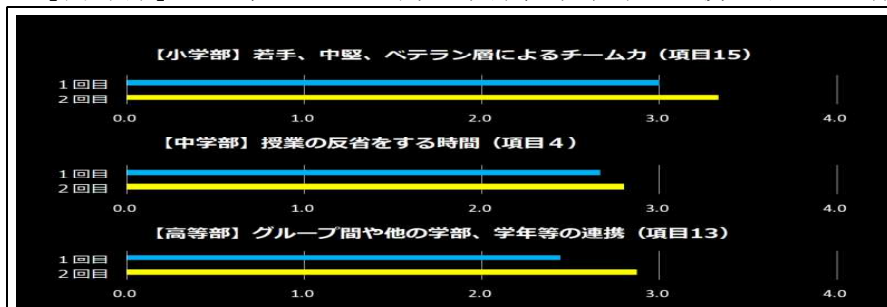 【小学部】若手、中堅、ベテラン層によるチーム力（項目15）
1回目
2回目
0.0 1.0 2.0 3.0 4.0
【中学部】授業の反省をする時間（項目４）
1回目
2回目
0.0 1.0 2.0 3.0 4.0
【高等部】グループ間や他の学部、学年等の連携（項目13）
1回目
2回目
0.0 1.0 2.0 3.0 4.0